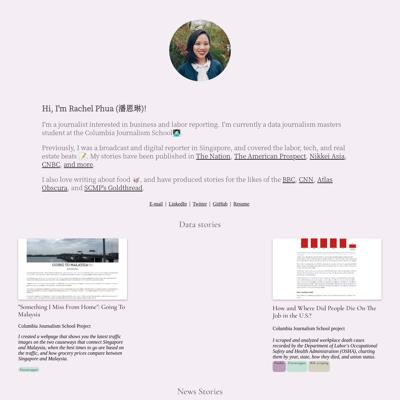 Hi, I'm Rachel Phua (潘恩琳)!
I'm a journalist interested in business and labor reporting. I'm currently a data journalism masters
student at the Columbia Journalism School
Previously, I was a broadcast and digital reporter in Singapore, and covered the labor, tech, and real
estate beats 📝. My stories have been published in The Nation, The American Prospect, Nikkei Asia,
CNBC, and more.
I also love writing about food 🍜, and have produced stories for the likes of the BBC, CNN, Atlas
Obscura, and SCMP's Goldthread.
E-mail | LinkedIn | Twitter | GitHub | Resume
Data stories
GOING TO MALAYSIA
"Something I Miss From Home": Going To
Malaysia
Columbia Journalism School Project
I created a webpage that shows you the latest traffic
images on the two causeways that connect Singapore
and Malaysia, when the best times to go are based on
the traffic, and how grocery prices compare between
Singapore and Malaysia.
How and Where Did People Die On The
Job in the U.S.?
Columbia Journalism School project
I scraped and analyzed workplace death cases
recorded by the Department of Labor's Occupational
Safety and Health Administration (OSHA), charting
them by year, state, how they died, and union status.
Web scraping
News Stories